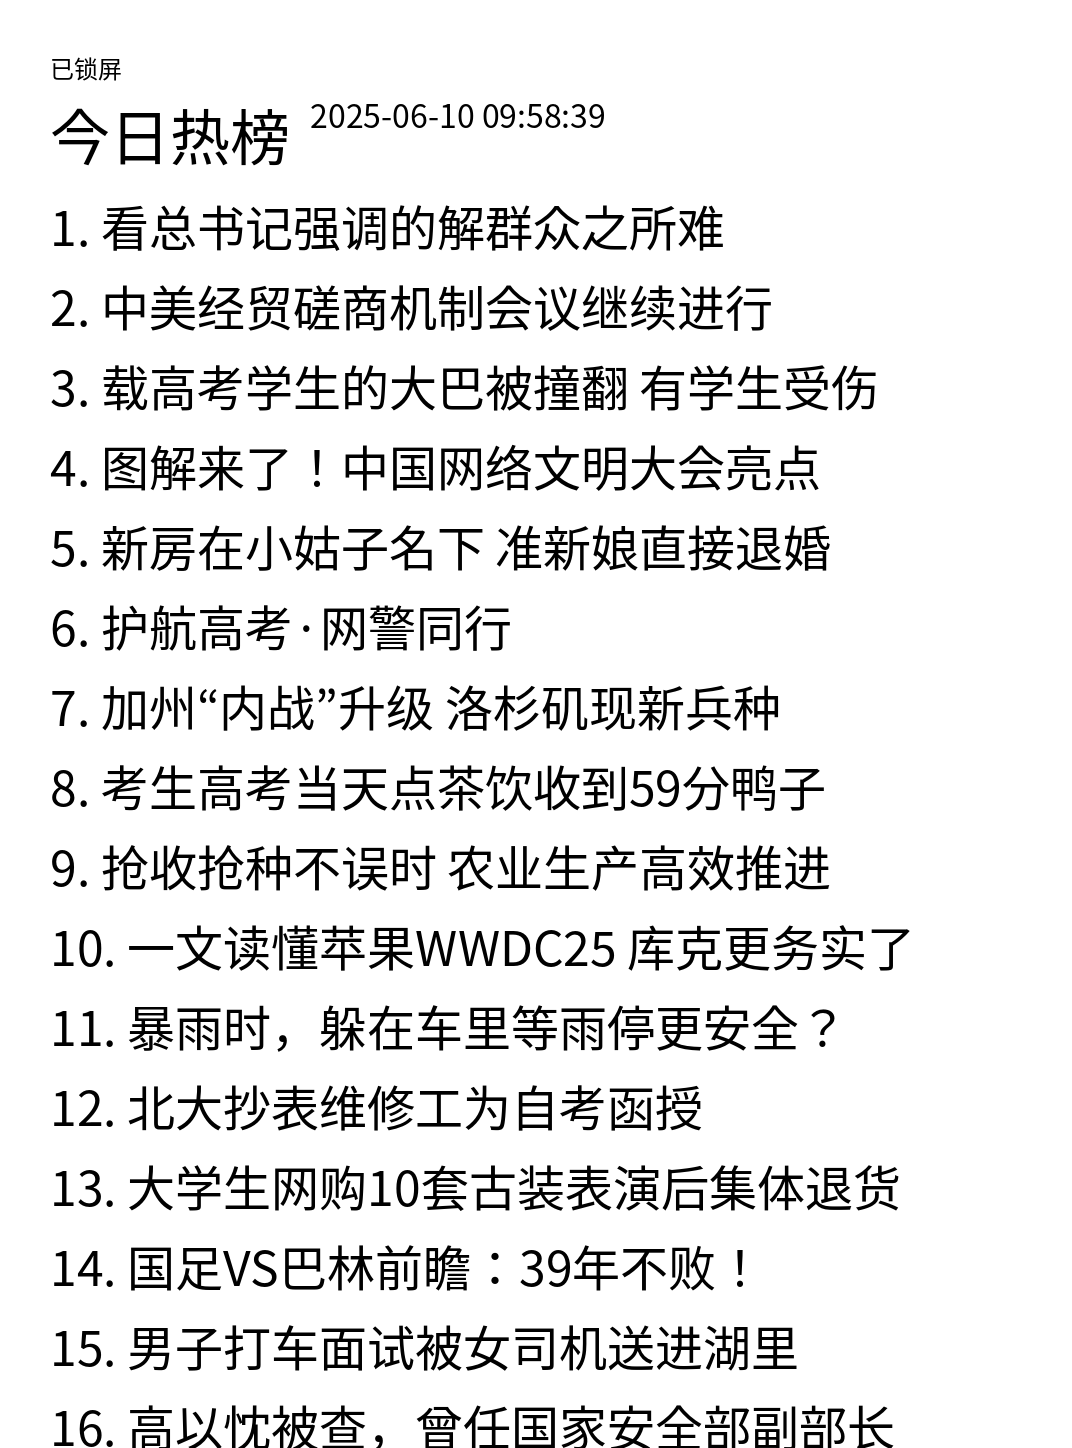 已锁屏
今日热榜 2025-06-10 09:58:39
1. 看总书记强调的解群众之所难
2. 中美经贸磋商机制会议继续进行
3. 载高考学生的大巴被撞翻 有学生受伤
4. 图解来了！中国网络文明大会亮点
5. 新房在小姑子名下 准新娘直接退婚
6. 护航高考·网警同行
7. 加州“内战”升级 洛杉矶现新兵种
8. 考生高考当天点茶饮收到59分鸭子
9. 抢收抢种不误时 农业生产高效推进
10. 一文读懂苹果WWDC25 库克更务实了
11. 暴雨时，躲在车里等雨停更安全？
12. 北大抄表维修工为自考函授
13. 大学生网购10套古装表演后集体退货
14. 国足VS巴林前瞻：39年不败！
15. 男子打车面试被女司机送进湖里
16. 高以忱被查，曾任国家安全部副部长